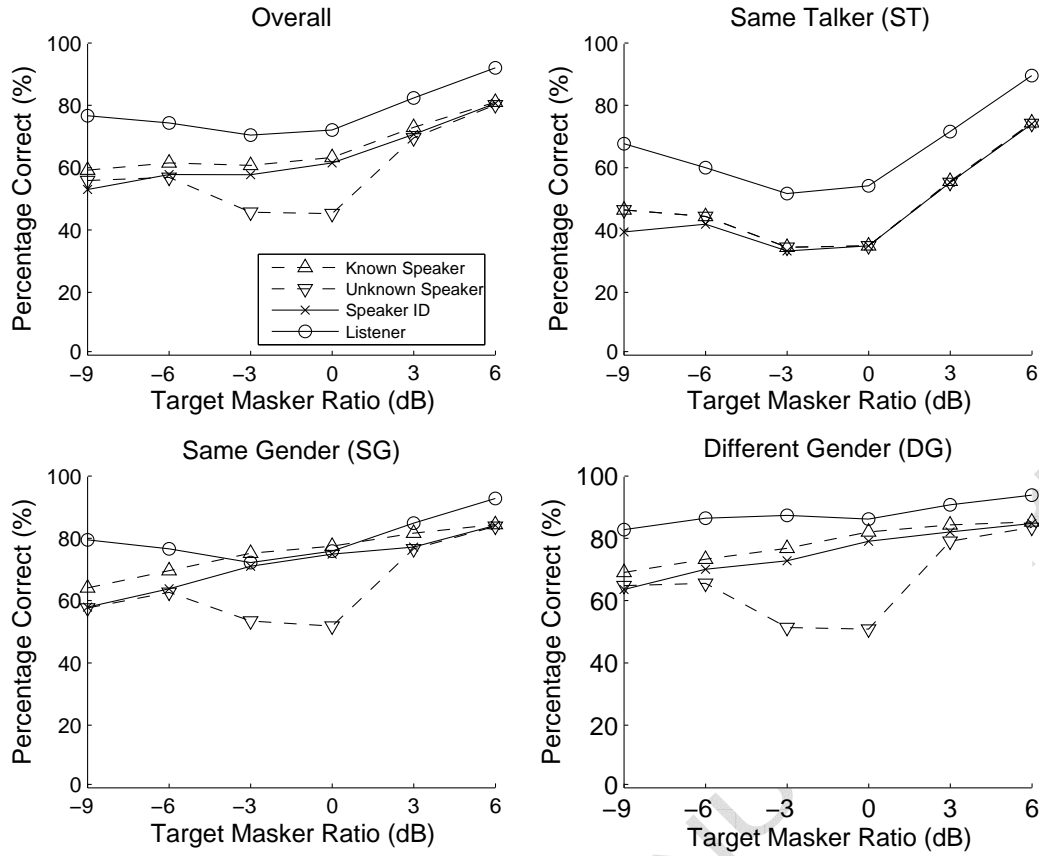 Overall
Percentage Correct (%)
100
80
60
40
20
0
Known Speaker
Unknown Speaker
Speaker ID
Listener
−9 −6 −3 0 3 6
Target Masker Ratio (dB)
Same Talker (ST)
Percentage Correct (%)
100
80
60
40
20
0
−9 −6 −3 0 3 6
Target Masker Ratio (dB)
Same Gender (SG)
Percentage Correct (%)
100
80
60
40
20
0
−9 −6 −3 0 3 6
Target Masker Ratio (dB)
Different Gender (DG)
Percentage Correct (%)
100
80
60
40
20
0
−9 −6 −3 0 3 6
Target Masker Ratio (dB)